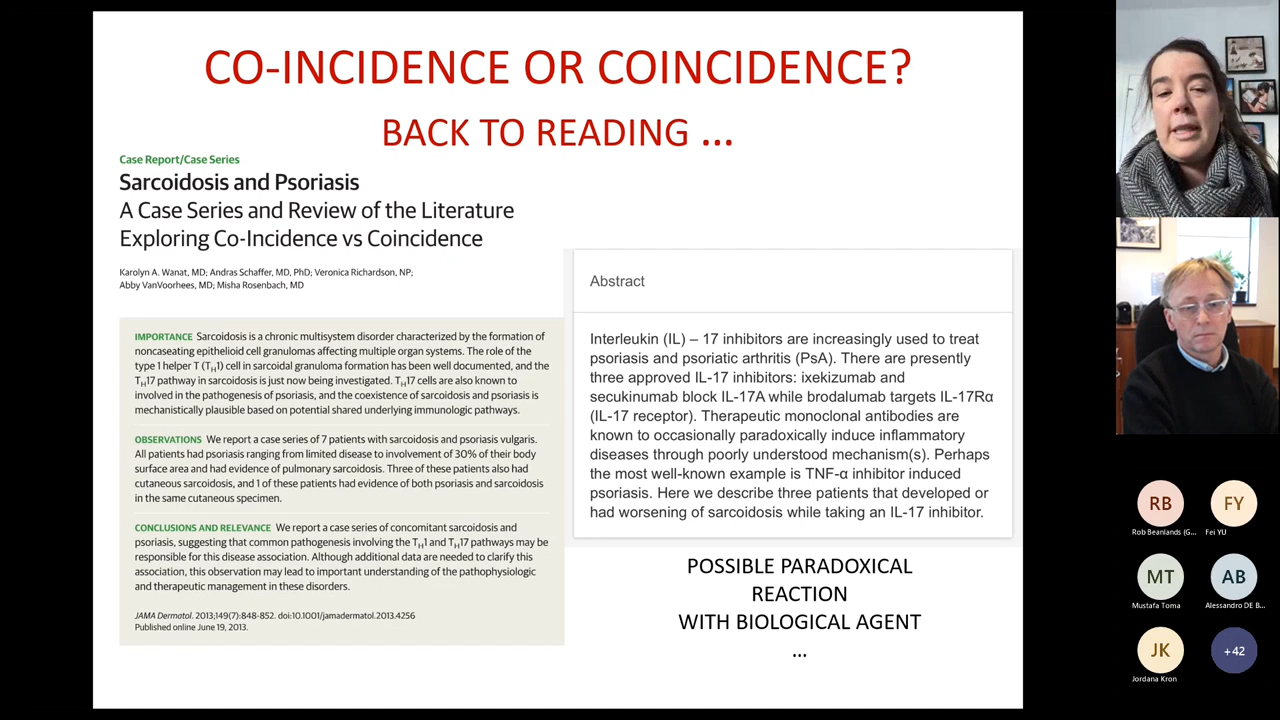 CO-INCIDENCE OR COINCIDENCE?
BACK TO READING ...
Case Report/Case Series
Sarcoidosis and Psoriasis
A Case Series and Review of the Literature
Exploring Co-Incidence vs Coincidence
Karolyn A. Wanat, MD; Andras Schaffer, MD, PhD; Veronica Richardson, NP;
Abby VanVoorhees, MD; Misha Rosenbach, MD
IMPORTANCE Sarcoidosis is a chronic multisystem disorder characterized by the formation of
noncaseating epithelioid cell granulomas affecting multiple organ systems. The role of the
type 1 helper T (TH1) cell in sarcoidal granuloma formation has been well documented, and the
TH17 pathway in sarcoidosis is just now being investigated. TH17 cells are also known to
involved in the pathogenesis of psoriasis, and the coexistence of sarcoidosis and psoriasis is
mechanistically plausible based on potential shared underlying immunologic pathways.
OBSERVATIONS We report a case series of 7 patients with sarcoidosis and psoriasis vulgaris.
All patients had psoriasis ranging from limited disease to involvement of 30% of their body
surface area and had evidence of pulmonary sarcoidosis. Three of these patients also had
cutaneous sarcoidosis, and 1 of these patients had evidence of both psoriasis and sarcoidosis
in the same cutaneous specimen.
CONCLUSIONS AND RELEVANCE We report a case series of concomitant sarcoidosis and
psoriasis, suggesting that common pathogenesis involving the TH1 and TH17 pathways may be
responsible for this disease association. Although additional data are needed to clarify this
association, this observation may lead to important understanding of the pathophysiologic
and therapeutic management in these disorders.
JAMA Dermatol. 2013;149(7):848-852. doi:10.1001/jamadermatol.2013.4256
Published online June 19, 2013.
Abstract
Interleukin (IL) – 17 inhibitors are increasingly used to treat
psoriasis and psoriatic arthritis (PsA). There are presently
three approved IL-17 inhibitors: ixekizumab and
secukinumab block IL-17A while brodalumab targets IL-17Rα
(IL-17 receptor). Therapeutic monoclonal antibodies are
known to occasionally paradoxically induce inflammatory
diseases through poorly understood mechanism(s). Perhaps
the most well-known example is TNF-α inhibitor induced
psoriasis. Here we describe three patients that developed or
had worsening of sarcoidosis while taking an IL-17 inhibitor.
POSSIBLE PARADOXICAL
REACTION
WITH BIOLOGICAL AGENT
...
RB
FY
Rob Beanlands (G...
Fei YU
MT
AB
Mustafa Toma
Alessandro DE B...
JK
+42
Jordana Kron